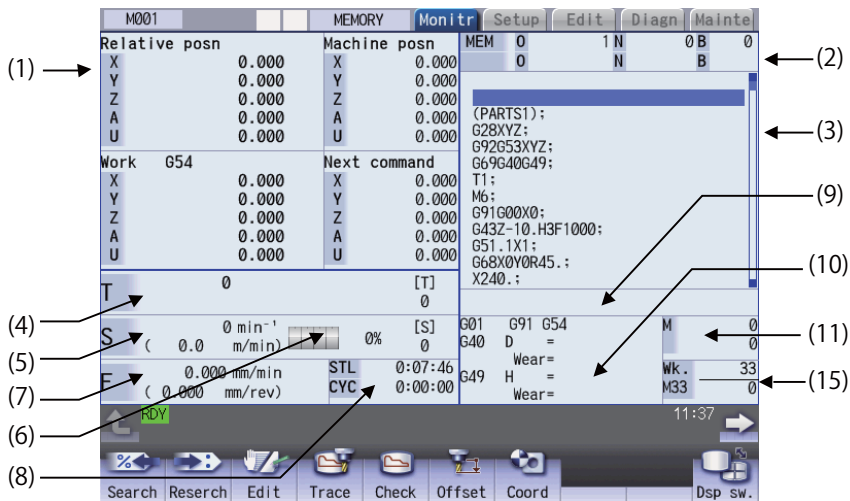 M001 MEMORY Monitr Setup Edit Diagn Mainte
Relative posn
X 0.000
Y 0.000
Z 0.000
A 0.000
U 0.000
Machine posn
X 0.000
Y 0.000
Z 0.000
A 0.000
U 0.000
Work G54
X 0.000
Y 0.000
Z 0.000
A 0.000
U 0.000
Next command
X 0.000
Y 0.000
Z 0.000
A 0.000
U 0.000
MEM O 1 N 0 B 0
O N B
(PARTS1);
G28XYZ;
G92G53XYZ;
G69G40G49;
T1;
M6;
G91G00X0;
G43Z-10.H3F1000;
G51.1X1;
G68X0Y0R45.;
X240.;
T 0 [T]
0
S 0 min⁻¹ 0% [S]
( 0.0 m/min) 0
F 0.000 mm/min
( 0.000 mm/rev)
STL 0:07:46
CYC 0:00:00
G01 G91 G54
G40 D =
Wear=
G49 H =
Wear=
M 0
0
Wk. 33
M33 0
RDY 11:37
Search Reserch Edit Trace Check Offset Coord Dsp sw.
(1)
(2)
(3)
(4)
(5)
(6)
(7)
(8)
(9)
(10)
(11)
(15)